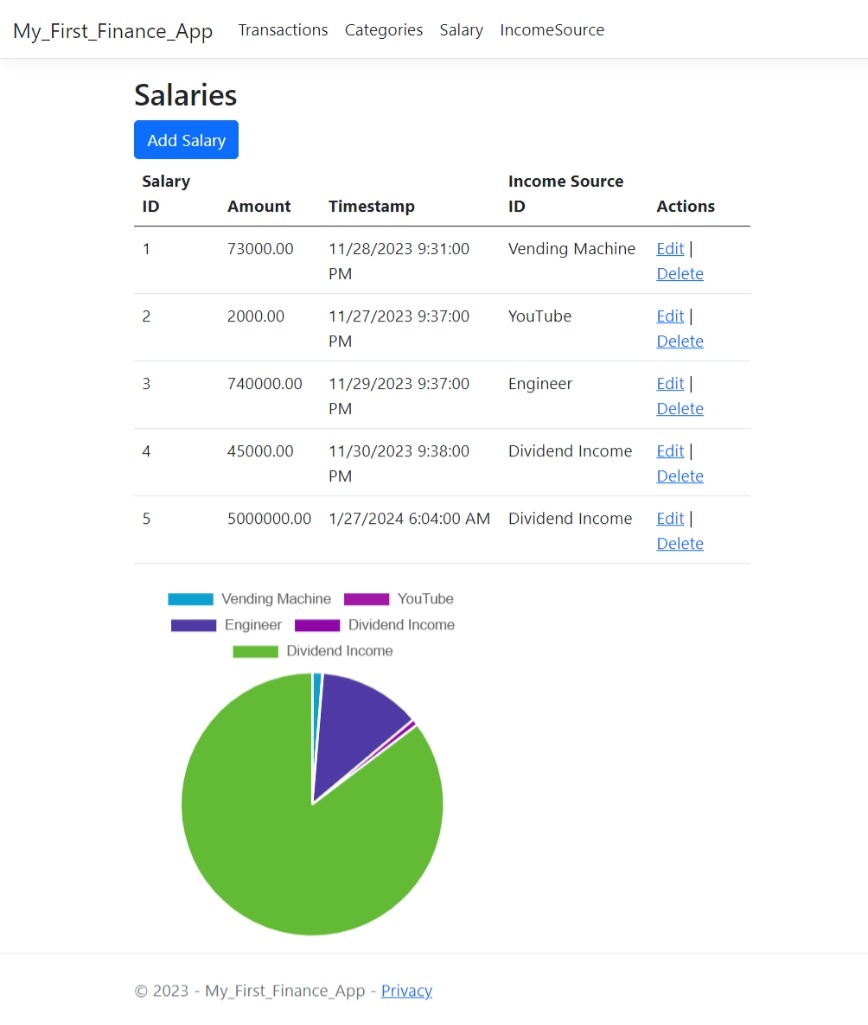 My_First_Finance_App Transactions Categories Salary IncomeSource
Salaries
Add Salary
Salary ID Amount Timestamp Income Source ID Actions
1 73000.00 11/28/2023 9:31:00 PM Vending Machine Edit | Delete
2 2000.00 11/27/2023 9:37:00 PM YouTube Edit | Delete
3 740000.00 11/29/2023 9:37:00 PM Engineer Edit | Delete
4 45000.00 11/30/2023 9:38:00 PM Dividend Income Edit | Delete
5 5000000.00 1/27/2024 6:04:00 AM Dividend Income Edit | Delete
Vending Machine YouTube
Engineer Dividend Income
Dividend Income
© 2023 - My_First_Finance_App - Privacy